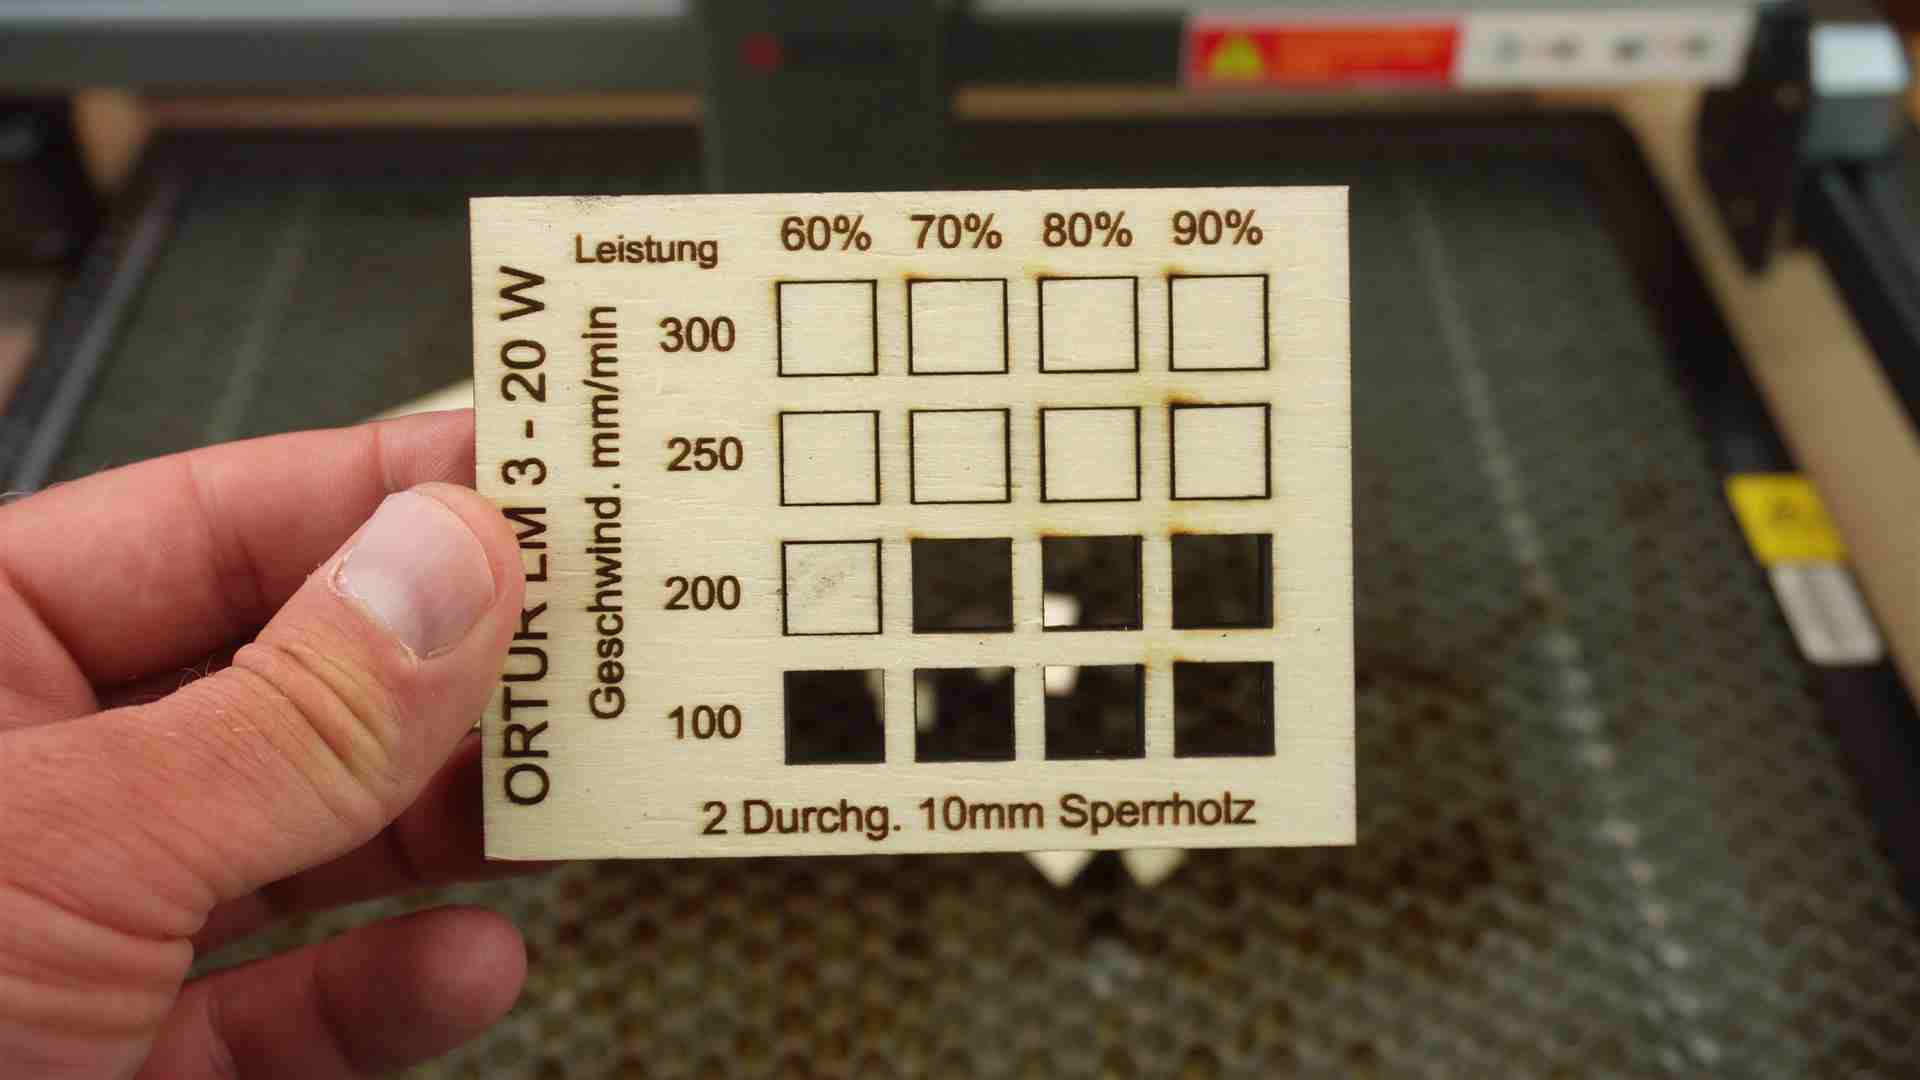 Leistung 60% 70% 80% 90%
ORTUR LM 3 - 20 W
Geschwind. mm/min
300
250
200
100
2 Durchg. 10mm Sperrholz